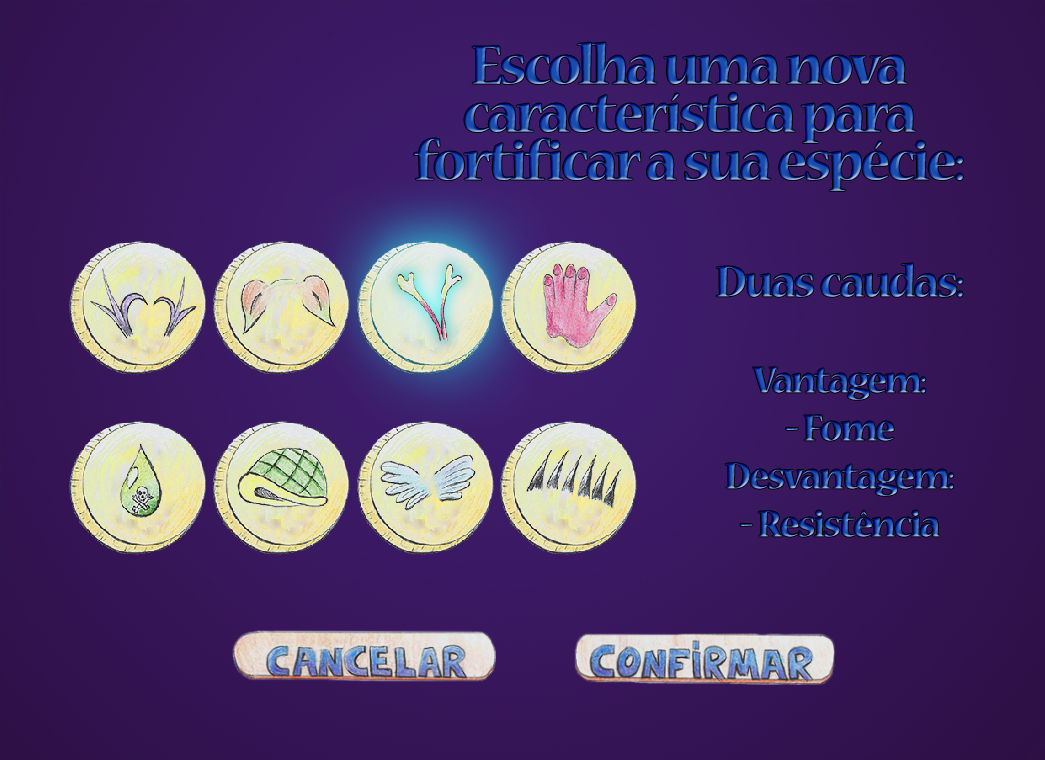 Escolha uma nova
característica para
fortificar a sua espécie:
Duas caudas:
Vantagem:
- Fome
Desvantagem:
- Resistência
CANCELAR
CONFIRMAR